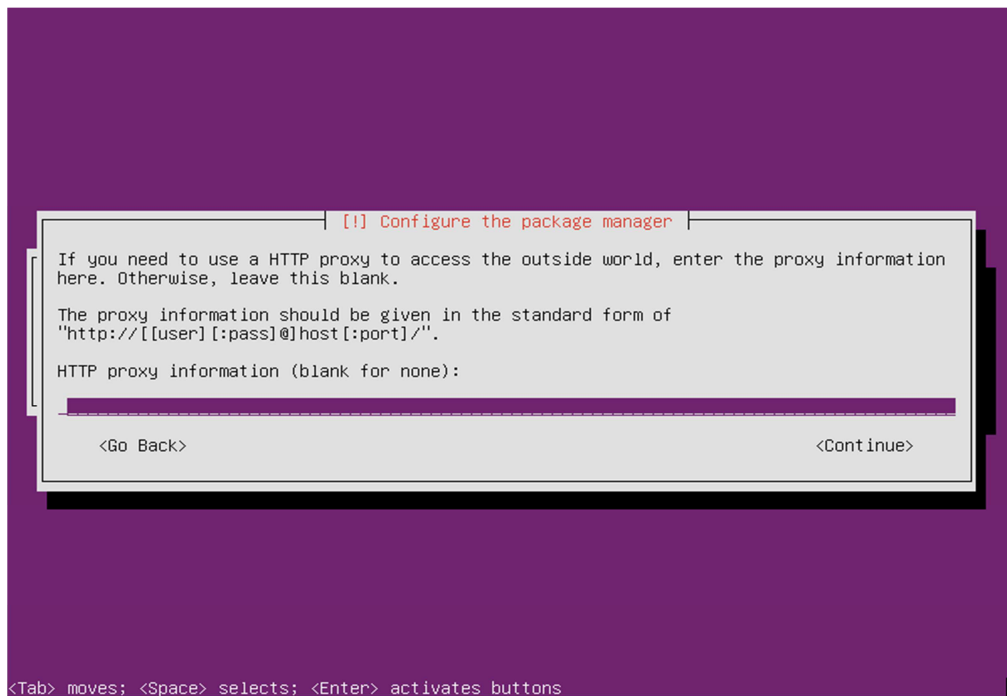 [!] Configure the package manager
If you need to use a HTTP proxy to access the outside world, enter the proxy information
here. Otherwise, leave this blank.
The proxy information should be given in the standard form of
"http://[[user][:pass]@]host[:port]/".
HTTP proxy information (blank for none):
<Go Back> <Continue>
<Tab> moves; <Space> selects; <Enter> activates buttons